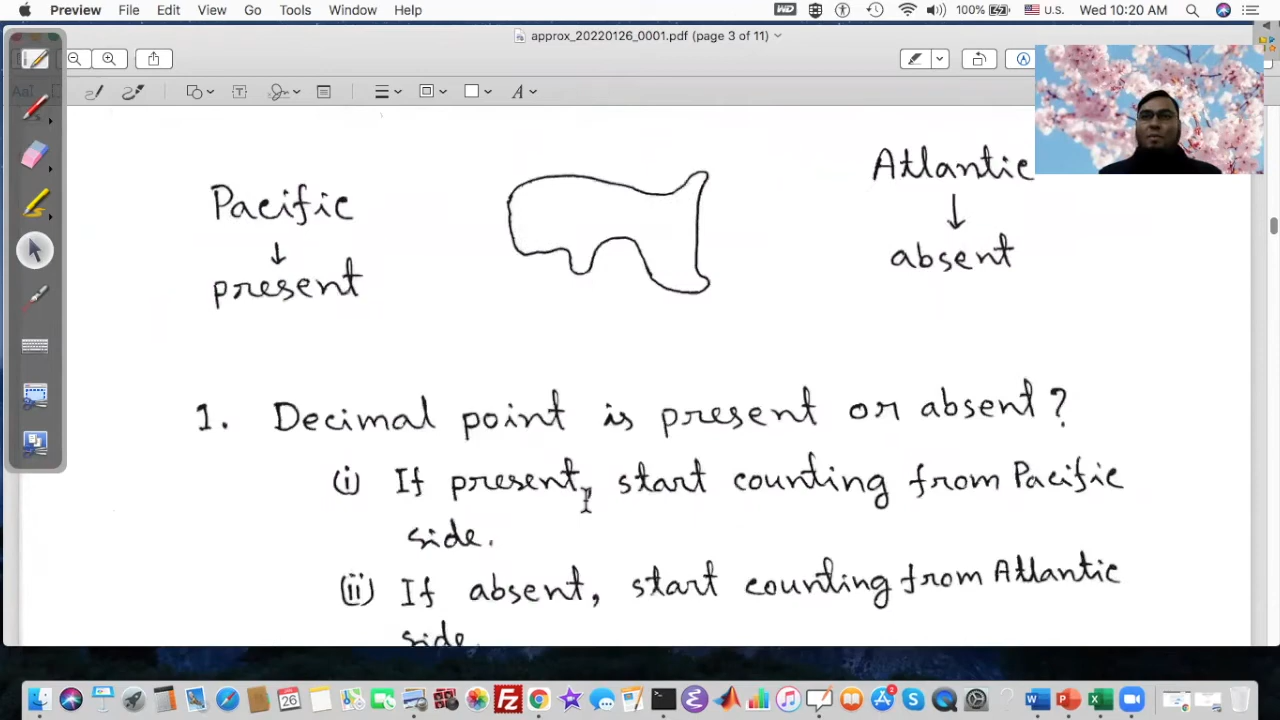 Preview File Edit View Go Tools Window Help
WD 100% U.S. Wed 10:20 AM
approx_20220126_0001.pdf (page 3 of 11)
Pacific
present
Atlantic
absent
1. Decimal point is present or absent?
(i) If present, start counting from Pacific
side.
(ii) If absent, start counting from Atlantic
side.